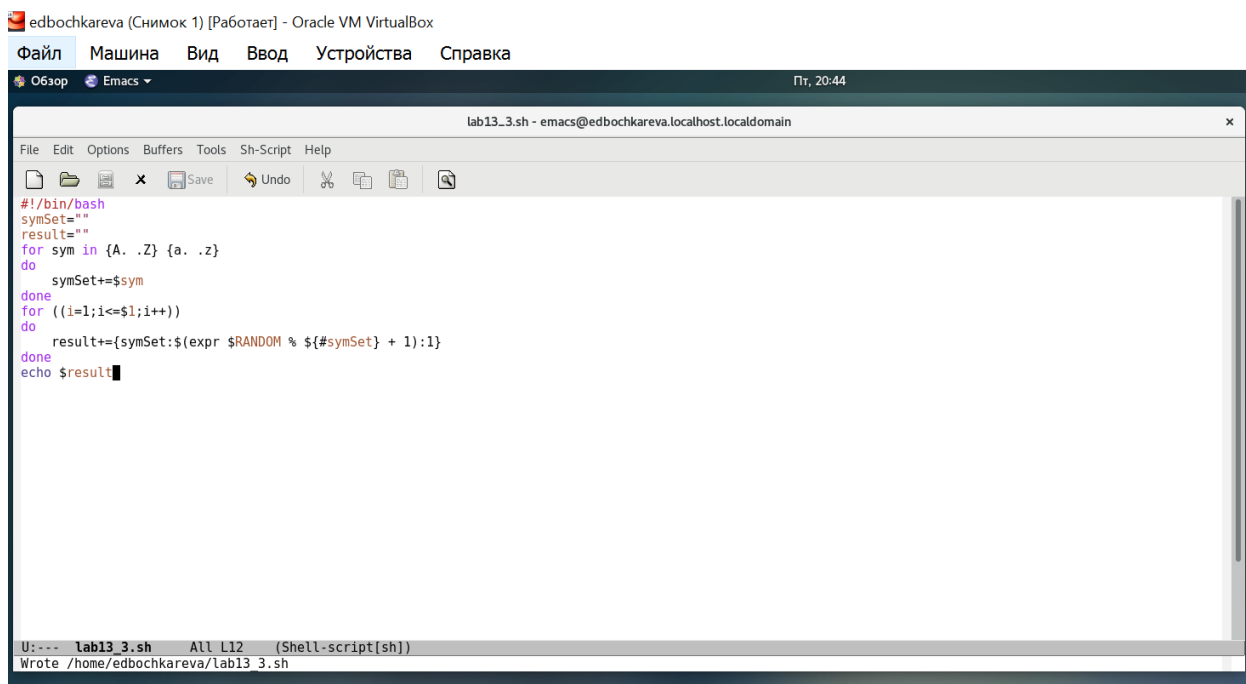 edbochkareva (Снимок 1) [Работает] - Oracle VM VirtualBox
Файл Машина Вид Ввод Устройства Справка
Обзор Emacs Пт, 20:44
lab13_3.sh - emacs@edbochkareva.localhost.localdomain ×
File Edit Options Buffers Tools Sh-Script Help
Save Undo
#!/bin/bash
symSet=""
result=""
for sym in {A. .Z} {a. .z}
do
    symSet+=$sym
done
for ((i=1;i<=$1;i++))
do
    result+={symSet:$(expr $RANDOM % ${#symSet} + 1):1}
done
echo $result
U:--- lab13_3.sh All L12 (Shell-script[sh])
Wrote /home/edbochkareva/lab13_3.sh